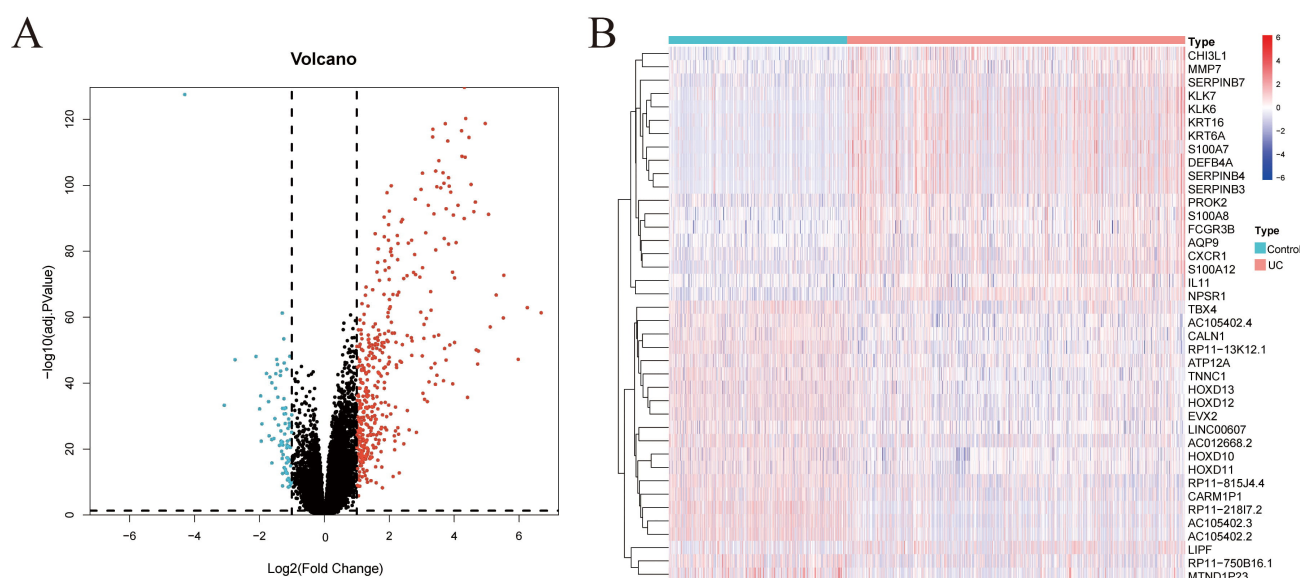 A
Volcano
120
100
80
60
40
20
0
−log10(adj.PValue)
−6
−4
−2
0
2
4
6
Log2(Fold Change)
B
Type
CHI3L1
MMP7
SERPINB7
KLK7
KLK6
KRT16
KRT6A
S100A7
DEFB4A
SERPINB4
SERPINB3
PROK2
S100A8
FCGR3B
AQP9
CXCR1
S100A12
IL11
NPSR1
TBX4
AC105402.4
CALN1
RP11−13K12.1
ATP12A
TNNC1
HOXD13
HOXD12
EVX2
LINC00607
AC012668.2
HOXD10
HOXD11
RP11−815J4.4
CARM1P1
RP11−218I7.2
AC105402.3
AC105402.2
LIPF
RP11−750B16.1
MTND1P23
6
4
2
0
−2
−4
−6
Type
Control
UC